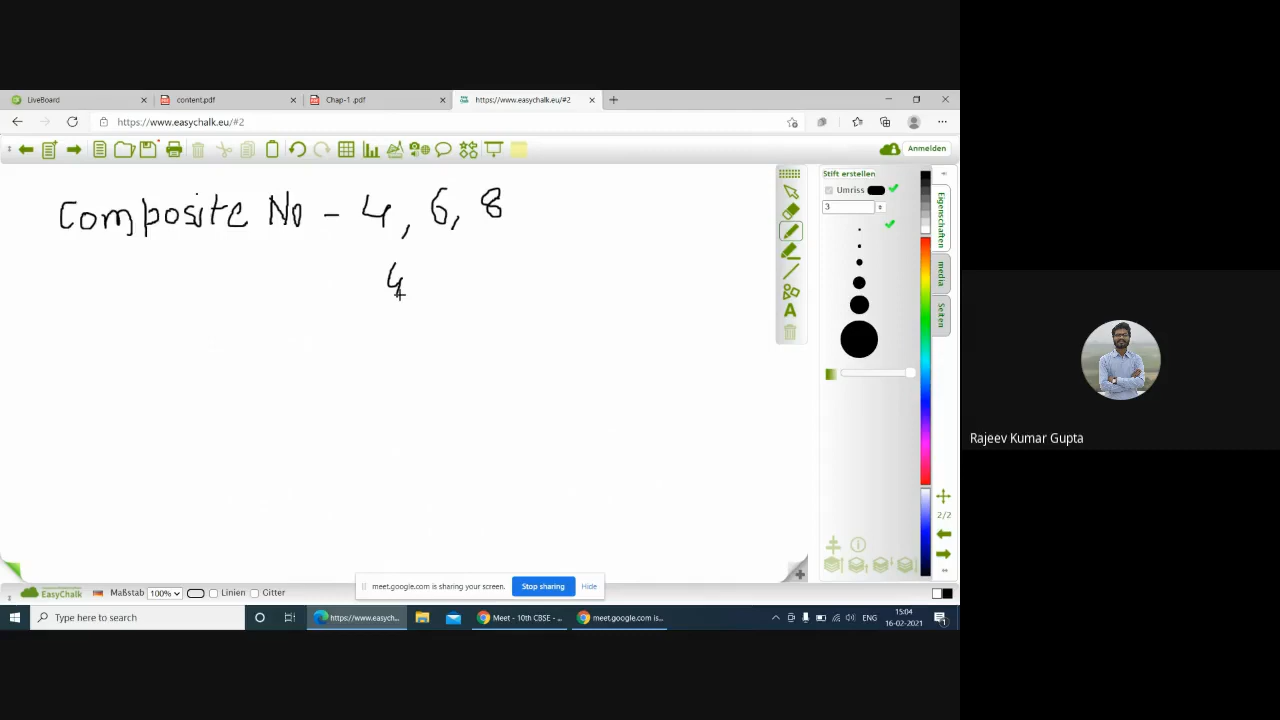 LiveBoard
content.pdf
Chap-1 .pdf
https://www.easychalk.eu/#2
https://www.easychalk.eu/#2
Anmelden
Composite No - 4, 6, 8
4
Stift erstellen
Umriss
3
Eigenschaften
media
Seiten
2/2
Rajeev Kumar Gupta
meet.google.com is sharing your screen.
Stop sharing
Hide
EasyChalk
Maßstab
100%
Linien
Gitter
Type here to search
https://www.easych...
Meet - 10th CBSE - ...
meet.google.com is...
ENG
15:04
16-02-2021
1